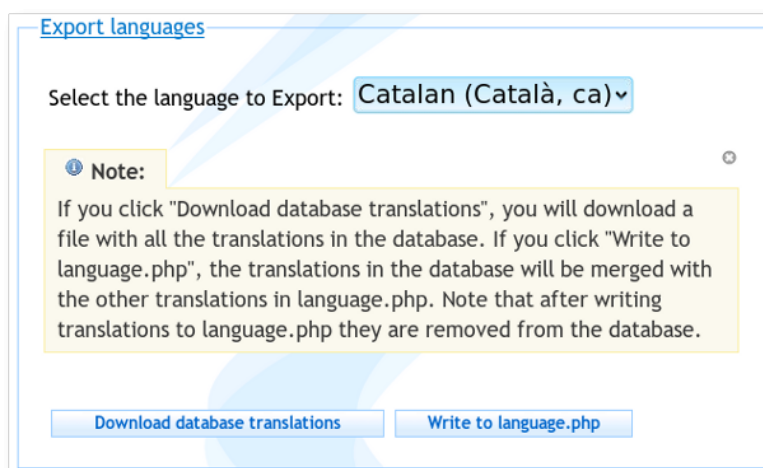 Export languages
Select the language to Export: Catalan (Català, ca)
Note:
If you click "Download database translations", you will download a
file with all the translations in the database. If you click "Write to
language.php", the translations in the database will be merged with
the other translations in language.php. Note that after writing
translations to language.php they are removed from the database.
Download database translations Write to language.php